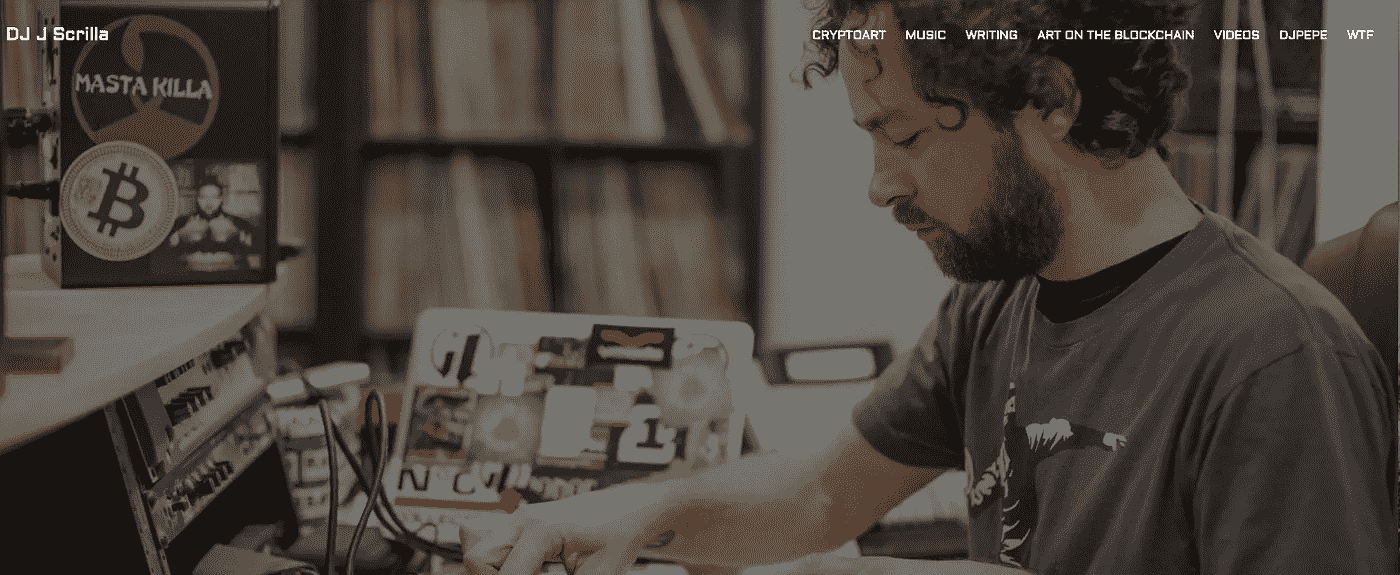 DJ J Scrilla
CRYPTOART MUSIC WRITING ART ON THE BLOCKCHAIN VIDEOS DJPEPE WTF
MASTA KILLA